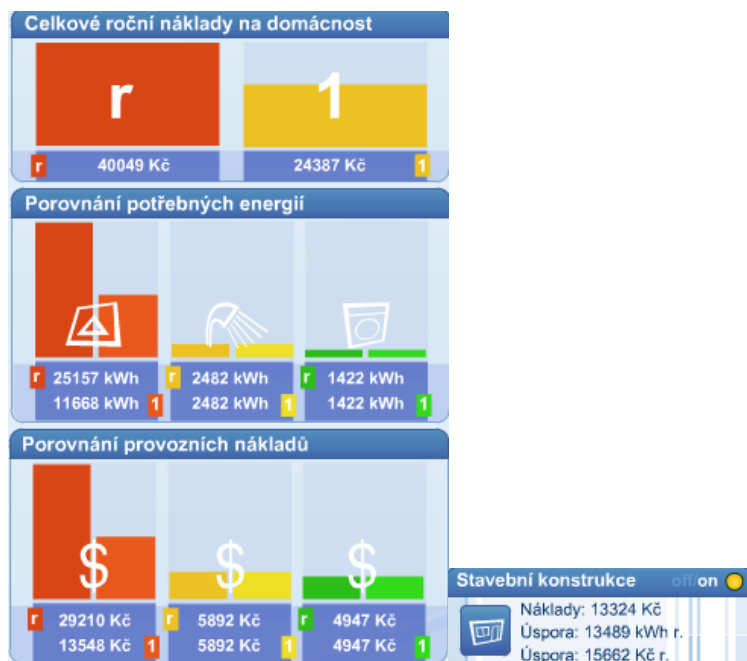 Celkové roční náklady na domácnost
r 1
r 40049 Kč 24387 Kč 1
Porovnání potřebných energií
r 25157 kWh r 2482 kWh r 1422 kWh
11668 kWh 1 2482 kWh 1 1422 kWh 1
Porovnání provozních nákladů
$ $ $
r 29210 Kč r 5892 Kč r 4947 Kč
13548 Kč 1 5892 Kč 1 4947 Kč 1
Stavební konstrukce off/on
Náklady: 13324 Kč
Úspora: 13489 kWh r.
Úspora: 15662 Kč r.